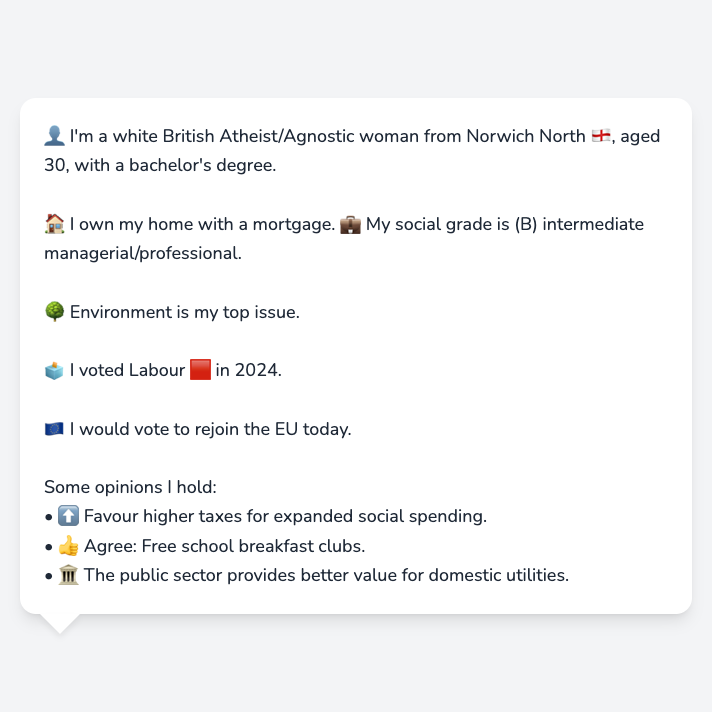 👤 I'm a white British Atheist/Agnostic woman from Norwich North 🏴󠁧󠁢󠁥󠁮󠁧󠁿, aged
30, with a bachelor's degree.
🏠 I own my home with a mortgage. 💼 My social grade is (B) intermediate
managerial/professional.
🌳 Environment is my top issue.
🗳️ I voted Labour 🟥 in 2024.
🇪🇺 I would vote to rejoin the EU today.
Some opinions I hold:
• ⬆️ Favour higher taxes for expanded social spending.
• 👍 Agree: Free school breakfast clubs.
• 🏛️ The public sector provides better value for domestic utilities.